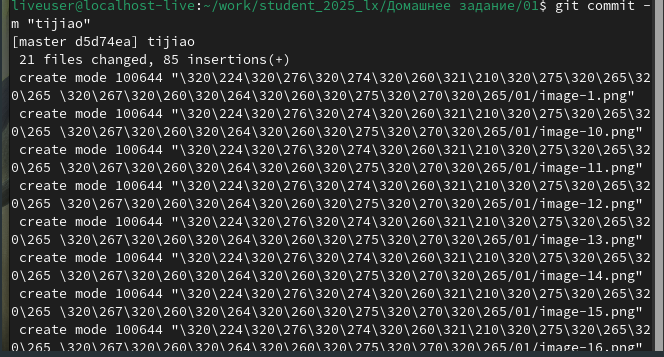 liveuser@localhost-live:~/work/student_2025_lx/Домашнее задание/01$ git commit -
m "tijiao"
[master d5d74ea] tijiao
 21 files changed, 85 insertions(+)
 create mode 100644 "\320\224\320\276\320\274\320\260\321\210\320\275\320\265\32
0\265 \320\267\320\260\320\264\320\260\320\275\320\270\320\265/01/image-1.png"
 create mode 100644 "\320\224\320\276\320\274\320\260\321\210\320\275\320\265\32
0\265 \320\267\320\260\320\264\320\260\320\275\320\270\320\265/01/image-10.png"
 create mode 100644 "\320\224\320\276\320\274\320\260\321\210\320\275\320\265\32
0\265 \320\267\320\260\320\264\320\260\320\275\320\270\320\265/01/image-11.png"
 create mode 100644 "\320\224\320\276\320\274\320\260\321\210\320\275\320\265\32
0\265 \320\267\320\260\320\264\320\260\320\275\320\270\320\265/01/image-12.png"
 create mode 100644 "\320\224\320\276\320\274\320\260\321\210\320\275\320\265\32
0\265 \320\267\320\260\320\264\320\260\320\275\320\270\320\265/01/image-13.png"
 create mode 100644 "\320\224\320\276\320\274\320\260\321\210\320\275\320\265\32
0\265 \320\267\320\260\320\264\320\260\320\275\320\270\320\265/01/image-14.png"
 create mode 100644 "\320\224\320\276\320\274\320\260\321\210\320\275\320\265\32
0\265 \320\267\320\260\320\264\320\260\320\275\320\270\320\265/01/image-15.png"
 create mode 100644 "\320\224\320\276\320\274\320\260\321\210\320\275\320\265\32
0\265 \320\267\320\260\320\264\320\260\320\275\320\270\320\265/01/image-16.png"